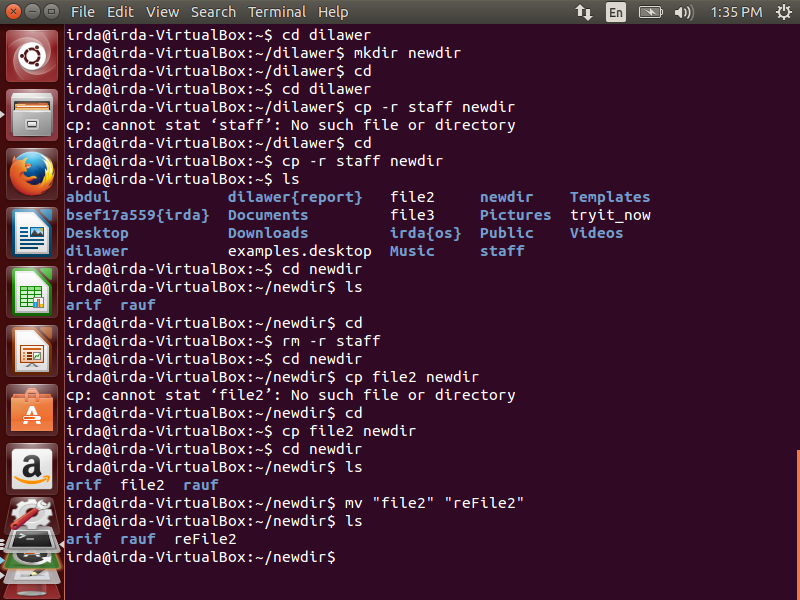 File Edit View Search Terminal Help En 1:35 PM
irda@irda-VirtualBox:~$ cd dilawer
irda@irda-VirtualBox:~/dilawer$ mkdir newdir
irda@irda-VirtualBox:~/dilawer$ cd
irda@irda-VirtualBox:~$ cd dilawer
irda@irda-VirtualBox:~/dilawer$ cp -r staff newdir
cp: cannot stat ‘staff’: No such file or directory
irda@irda-VirtualBox:~/dilawer$ cd
irda@irda-VirtualBox:~$ cp -r staff newdir
irda@irda-VirtualBox:~$ ls
abdul dilawer{report} file2 newdir Templates
bsef17a559{irda} Documents file3 Pictures tryit_now
Desktop Downloads irda{os} Public Videos
dilawer examples.desktop Music staff
irda@irda-VirtualBox:~$ cd newdir
irda@irda-VirtualBox:~/newdir$ ls
arif rauf
irda@irda-VirtualBox:~/newdir$ cd
irda@irda-VirtualBox:~$ rm -r staff
irda@irda-VirtualBox:~$ cd newdir
irda@irda-VirtualBox:~/newdir$ cp file2 newdir
cp: cannot stat ‘file2’: No such file or directory
irda@irda-VirtualBox:~/newdir$ cd
irda@irda-VirtualBox:~$ cp file2 newdir
irda@irda-VirtualBox:~$ cd newdir
irda@irda-VirtualBox:~/newdir$ ls
arif file2 rauf
irda@irda-VirtualBox:~/newdir$ mv "file2" "reFile2"
irda@irda-VirtualBox:~/newdir$ ls
arif rauf reFile2
irda@irda-VirtualBox:~/newdir$